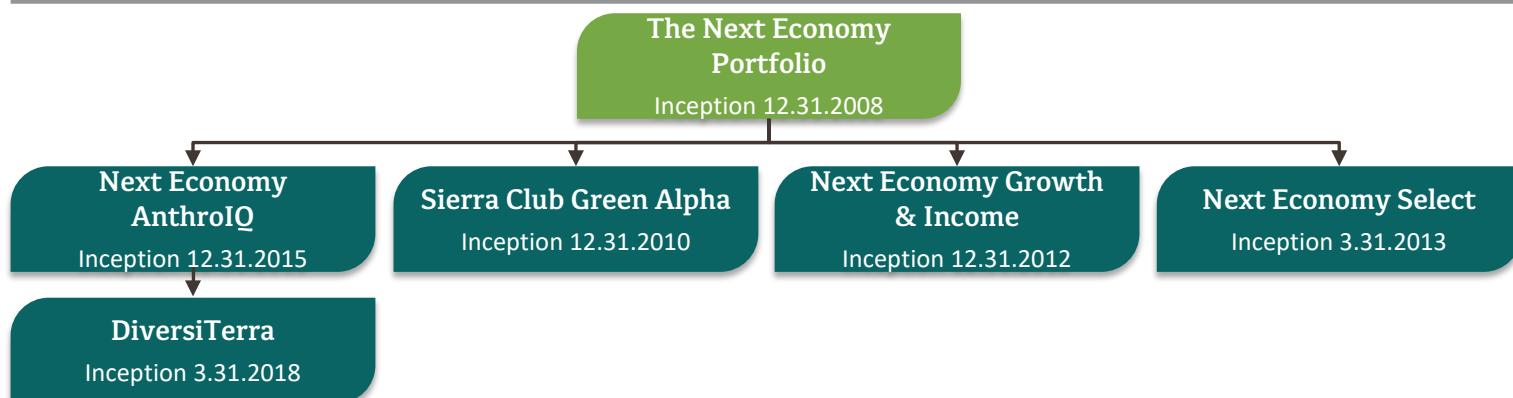 The Next Economy
Portfolio
Inception 12.31.2008
Next Economy
AnthroIQ
Inception 12.31.2015
Sierra Club Green Alpha
Inception 12.31.2010
Next Economy Growth
& Income
Inception 12.31.2012
Next Economy Select
Inception 3.31.2013
DiversiTerra
Inception 3.31.2018